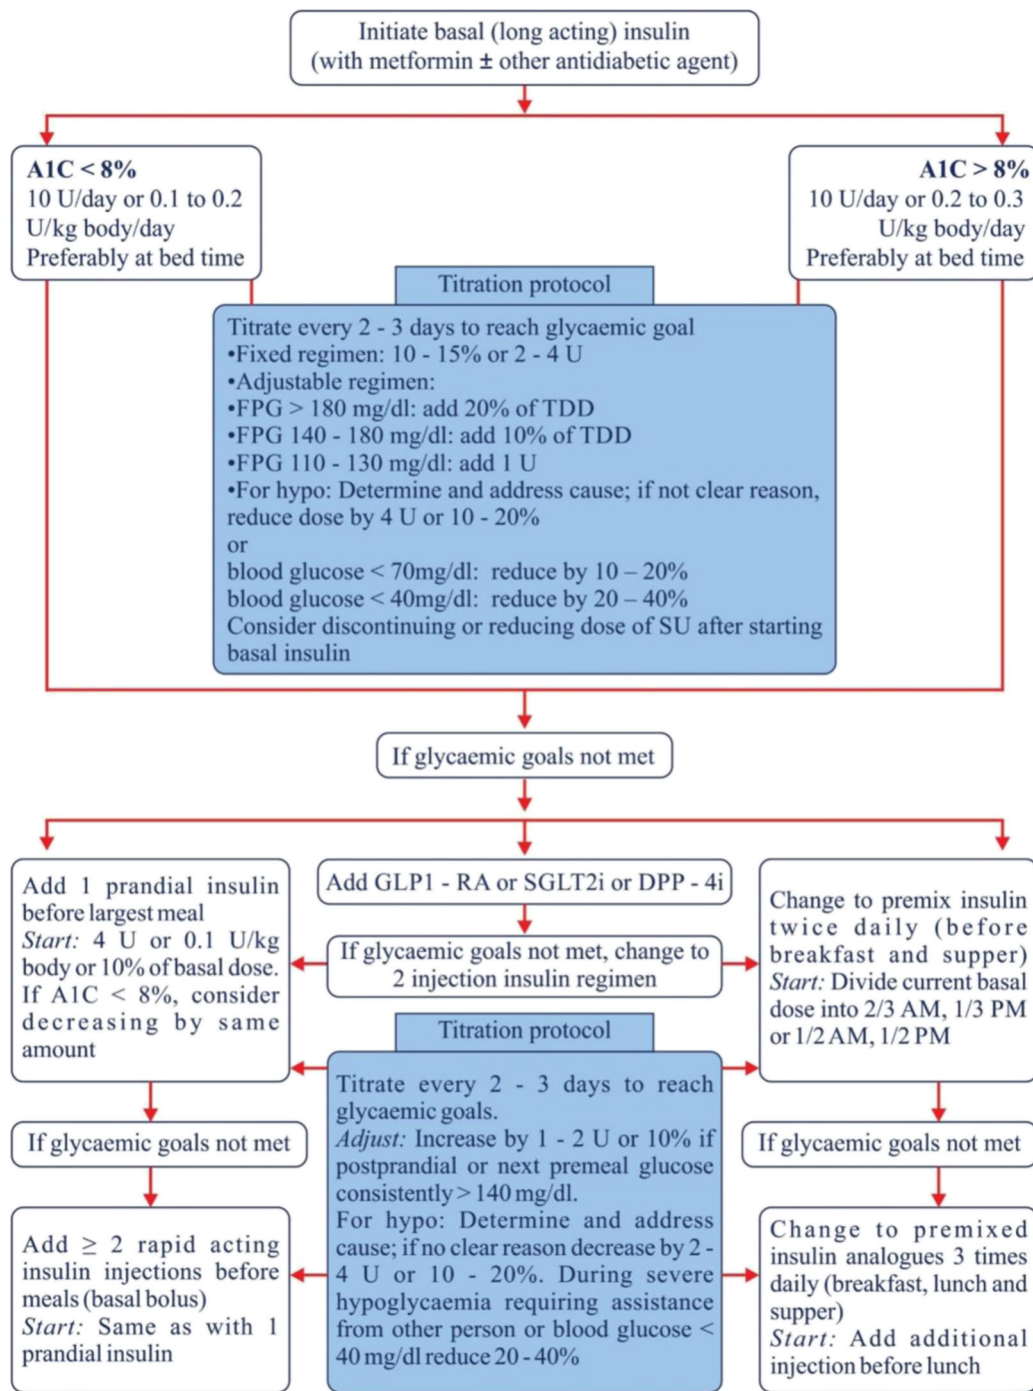 Initiate basal (long acting) insulin
(with metformin ± other antidiabetic agent)
A1C < 8%
10 U/day or 0.1 to 0.2
U/kg body/day
Preferably at bed time
A1C > 8%
10 U/day or 0.2 to 0.3
U/kg body/day
Preferably at bed time
Titration protocol
Titrate every 2 - 3 days to reach glycaemic goal
•Fixed regimen: 10 - 15% or 2 - 4 U
•Adjustable regimen:
•FPG > 180 mg/dl: add 20% of TDD
•FPG 140 - 180 mg/dl: add 10% of TDD
•FPG 110 - 130 mg/dl: add 1 U
•For hypo: Determine and address cause; if not clear reason,
reduce dose by 4 U or 10 - 20%
or
blood glucose < 70mg/dl: reduce by 10 – 20%
blood glucose < 40mg/dl: reduce by 20 – 40%
Consider discontinuing or reducing dose of SU after starting
basal insulin
If glycaemic goals not met
Add 1 prandial insulin
before largest meal
Start: 4 U or 0.1 U/kg
body or 10% of basal dose.
If A1C < 8%, consider
decreasing by same
amount
Add GLP1 - RA or SGLT2i or DPP - 4i
If glycaemic goals not met, change to
2 injection insulin regimen
Change to premix insulin
twice daily (before
breakfast and supper)
Start: Divide current basal
dose into 2/3 AM, 1/3 PM
or 1/2 AM, 1/2 PM
Titration protocol
Titrate every 2 - 3 days to reach
glycaemic goals.
Adjust: Increase by 1 - 2 U or 10% if
postprandial or next premeal glucose
consistently > 140 mg/dl.
For hypo: Determine and address
cause; if no clear reason decrease by 2 -
4 U or 10 - 20%. During severe
hypoglycaemia requiring assistance
from other person or blood glucose <
40 mg/dl reduce 20 - 40%
If glycaemic goals not met
If glycaemic goals not met
Add ≥ 2 rapid acting
insulin injections before
meals (basal bolus)
Start: Same as with 1
prandial insulin
Change to premixed
insulin analogues 3 times
daily (breakfast, lunch and
supper)
Start: Add additional
injection before lunch